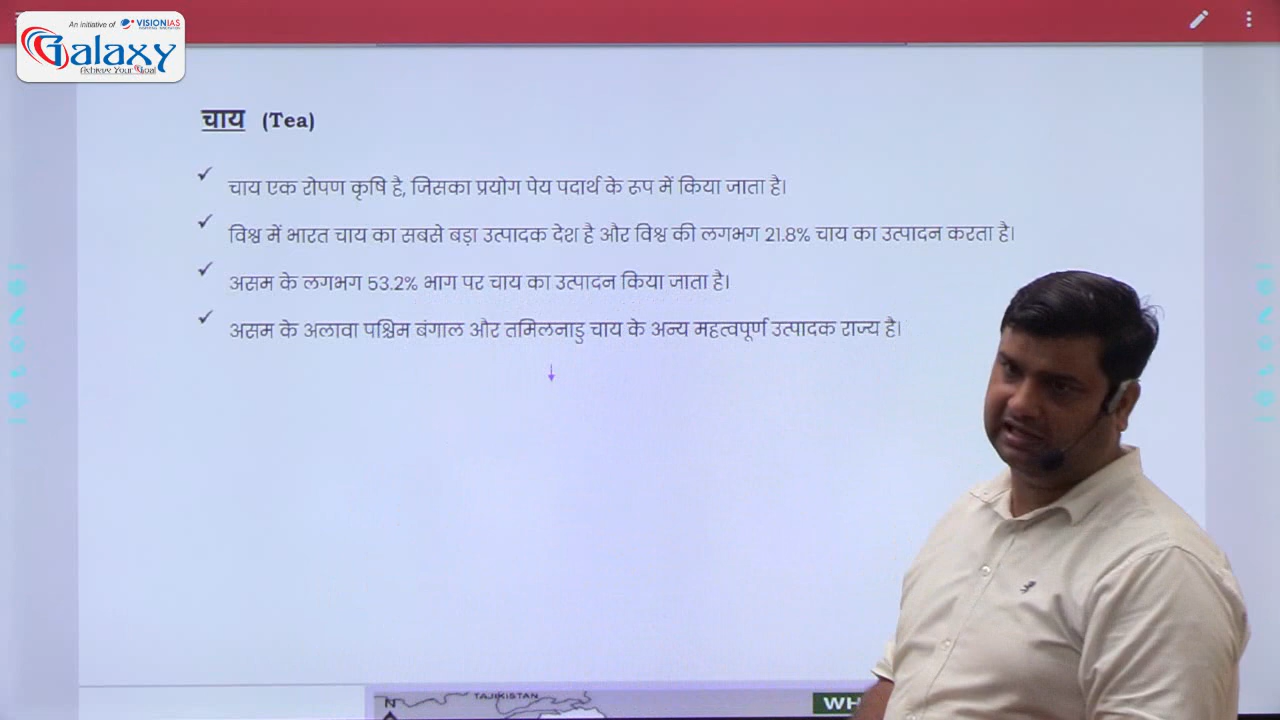 An initiative of VISIONIAS
Galaxy
Achieve Your Goal
चाय (Tea)
✓ चाय एक रोपण कृषि है, जिसका प्रयोग पेय पदार्थ के रूप में किया जाता है।
✓ विश्व में भारत चाय का सबसे बड़ा उत्पादक देश है और विश्व की लगभग 21.8% चाय का उत्पादन करता है।
✓ असम के लगभग 53.2% भाग पर चाय का उत्पादन किया जाता है।
✓ असम के अलावा पश्चिम बंगाल और तमिलनाडु चाय के अन्य महत्वपूर्ण उत्पादक राज्य है।
N
TAJIKISTAN
WH